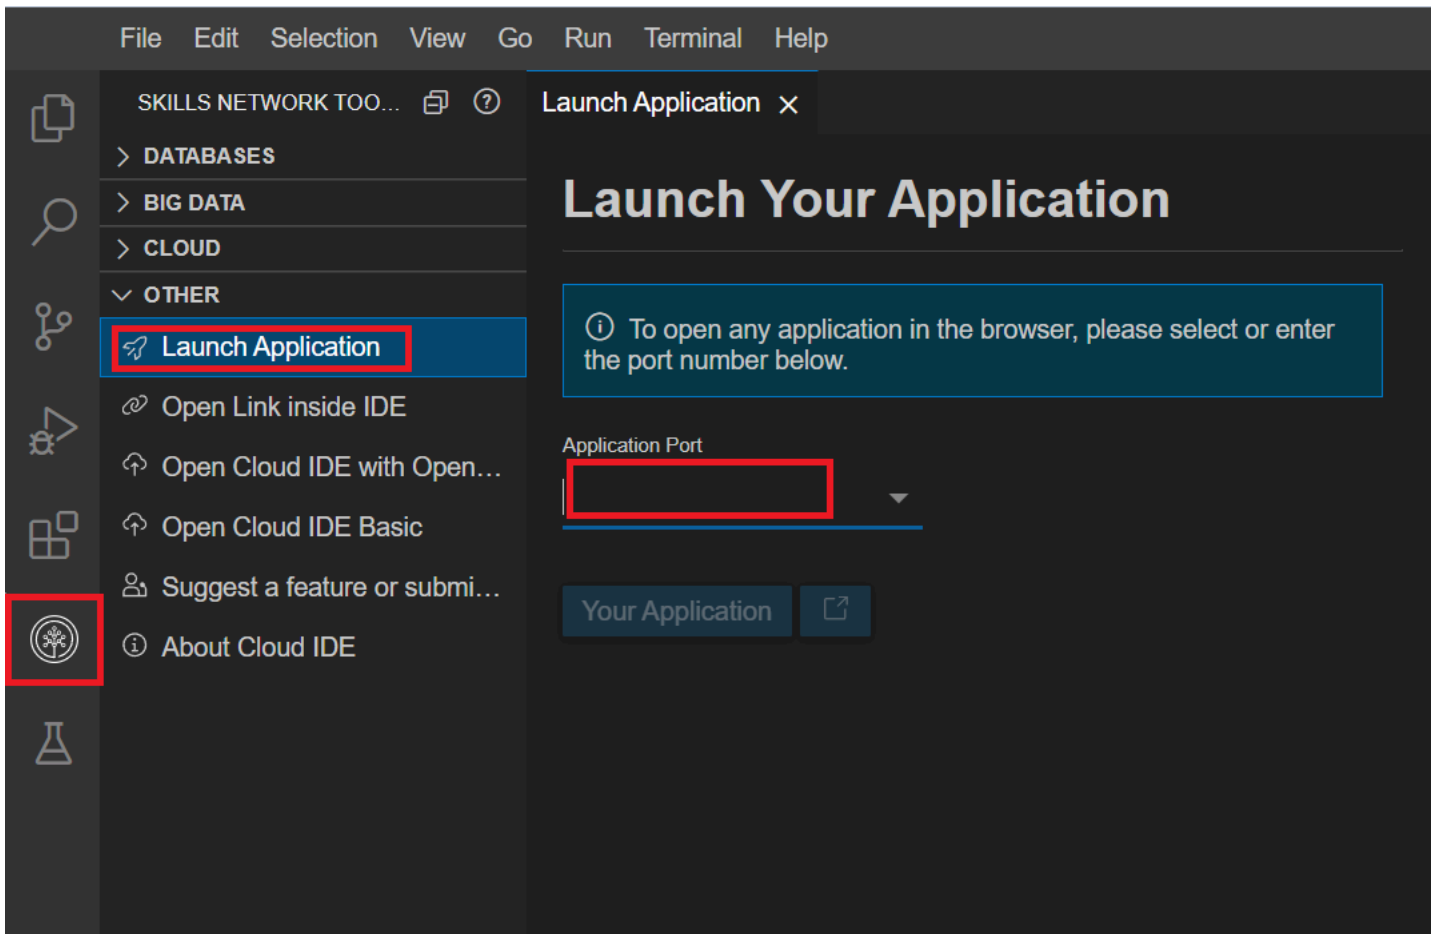 File Edit Selection View Go Run Terminal Help
SKILLS NETWORK TOO...
Launch Application
DATABASES
BIG DATA
CLOUD
OTHER
Launch Application
Open Link inside IDE
Open Cloud IDE with Open...
Open Cloud IDE Basic
Suggest a feature or submi...
About Cloud IDE
Launch Your Application
To open any application in the browser, please select or enter
the port number below.
Application Port
Your Application